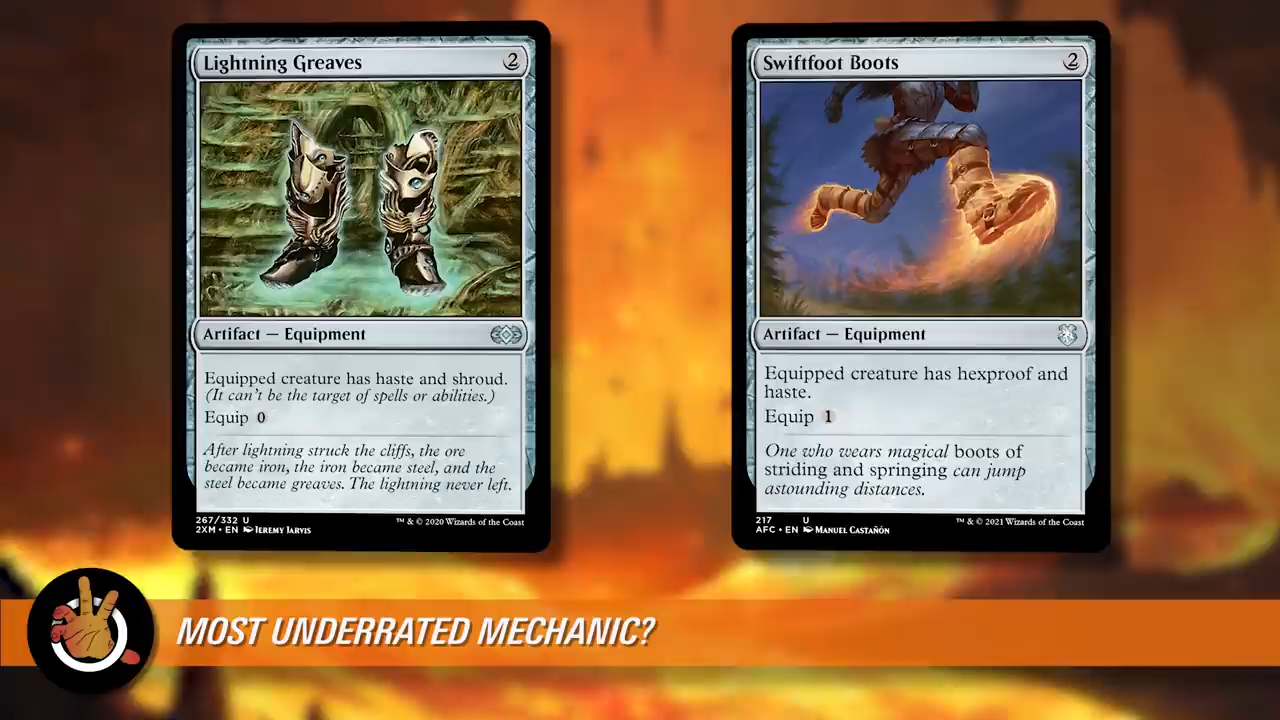 Lightning Greaves 2
Artifact — Equipment
Equipped creature has haste and shroud.
(It can't be the target of spells or abilities.)
Equip 0
After lightning struck the cliffs, the ore
became iron, the iron became steel, and the
steel became greaves. The lightning never left.
267/332 U
2XM • EN Jeremy Jarvis
™ & © 2020 Wizards of the Coast
Swiftfoot Boots 2
Artifact — Equipment
Equipped creature has hexproof and
haste.
Equip 1
One who wears magical boots of
striding and springing can jump
astounding distances.
217 U
AFC • EN Manuel Castañón
™ & © 2021 Wizards of the Coast
MOST UNDERRATED MECHANIC?